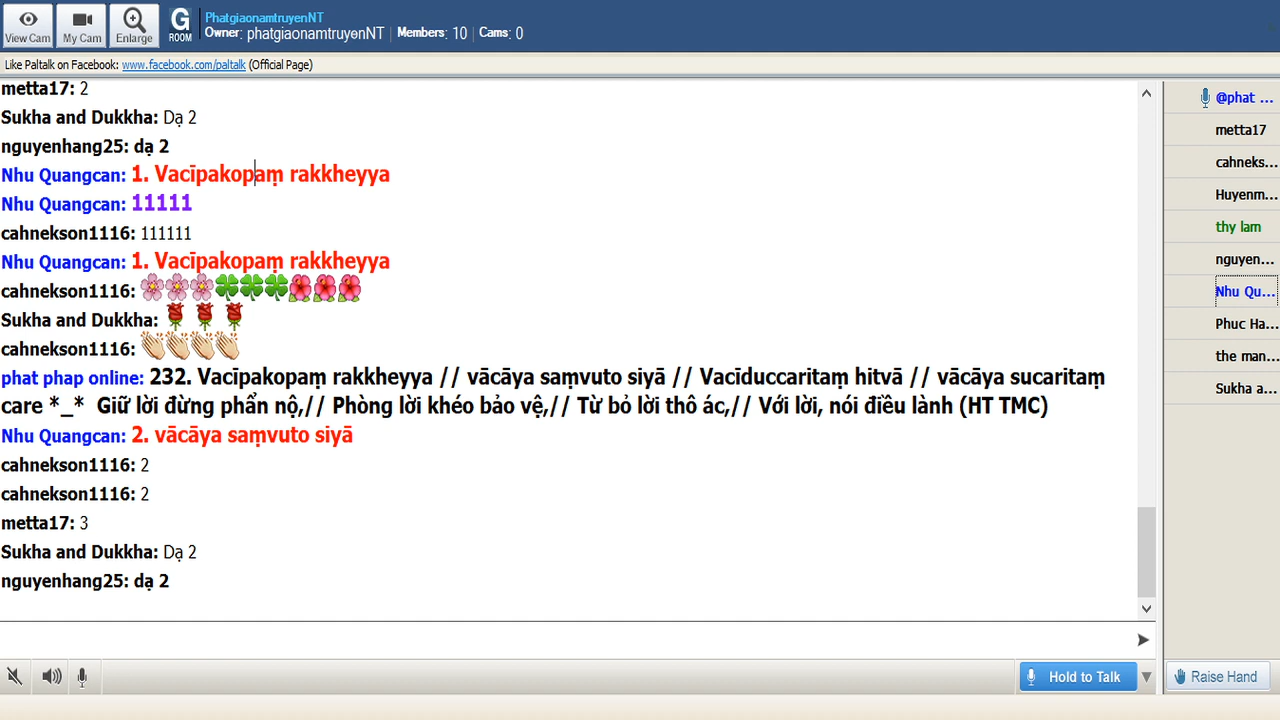 PhatgiaonamtruyenNT
Owner: phatgiaonamtruyenNT Members: 10 Cams: 0
View Cam My Cam Enlarge G ROOM
Like Paltalk on Facebook: www.facebook.com/paltalk (Official Page)
metta17: 2
Sukha and Dukkha: Dạ 2
nguyenhang25: dạ 2
Nhu Quangcan: 1. Vacīpakopaṃ rakkheyya
Nhu Quangcan: 11111
cahnekson1116: 111111
Nhu Quangcan: 1. Vacīpakopaṃ rakkheyya
cahnekson1116: 🌸🌸🌸🍀🍀🍀🌺🌺🌺
Sukha and Dukkha: 🌹🌹🌹
cahnekson1116: 👏👏👏👏
phat phap online: 232. Vacīpakopaṃ rakkheyya // vācāya saṃvuto siyā // Vacīduccaritaṃ hitvā // vācāya sucaritaṃ
care *_* Giữ lời đừng phẩn nộ,// Phòng lời khéo bảo vệ,// Từ bỏ lời thô ác,// Với lời, nói điều lành (HT TMC)
Nhu Quangcan: 2. vācāya saṃvuto siyā
cahnekson1116: 2
cahnekson1116: 2
metta17: 3
Sukha and Dukkha: Dạ 2
nguyenhang25: dạ 2
@phat ...
metta17
cahneks...
Huyenm...
thy lam
nguyen...
Nhu Qu...
Phuc Ha...
the man...
Sukha a...
Hold to Talk
Raise Hand